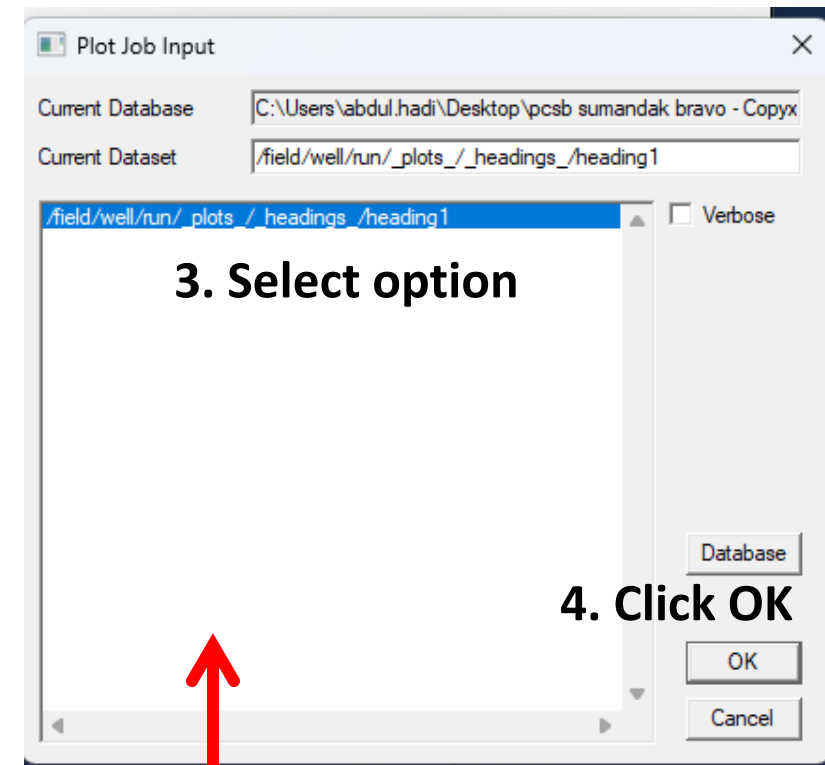 Plot Job Input
Current Database C:\Users\abdul.hadi\Desktop\pcsb sumandak bravo - Copyx
Current Dataset /field/well/run/_plots_/_headings_/heading1
/field/well/run/_plots_/_headings_/heading1
Verbose
3. Select option
Database
4. Click OK
OK
Cancel